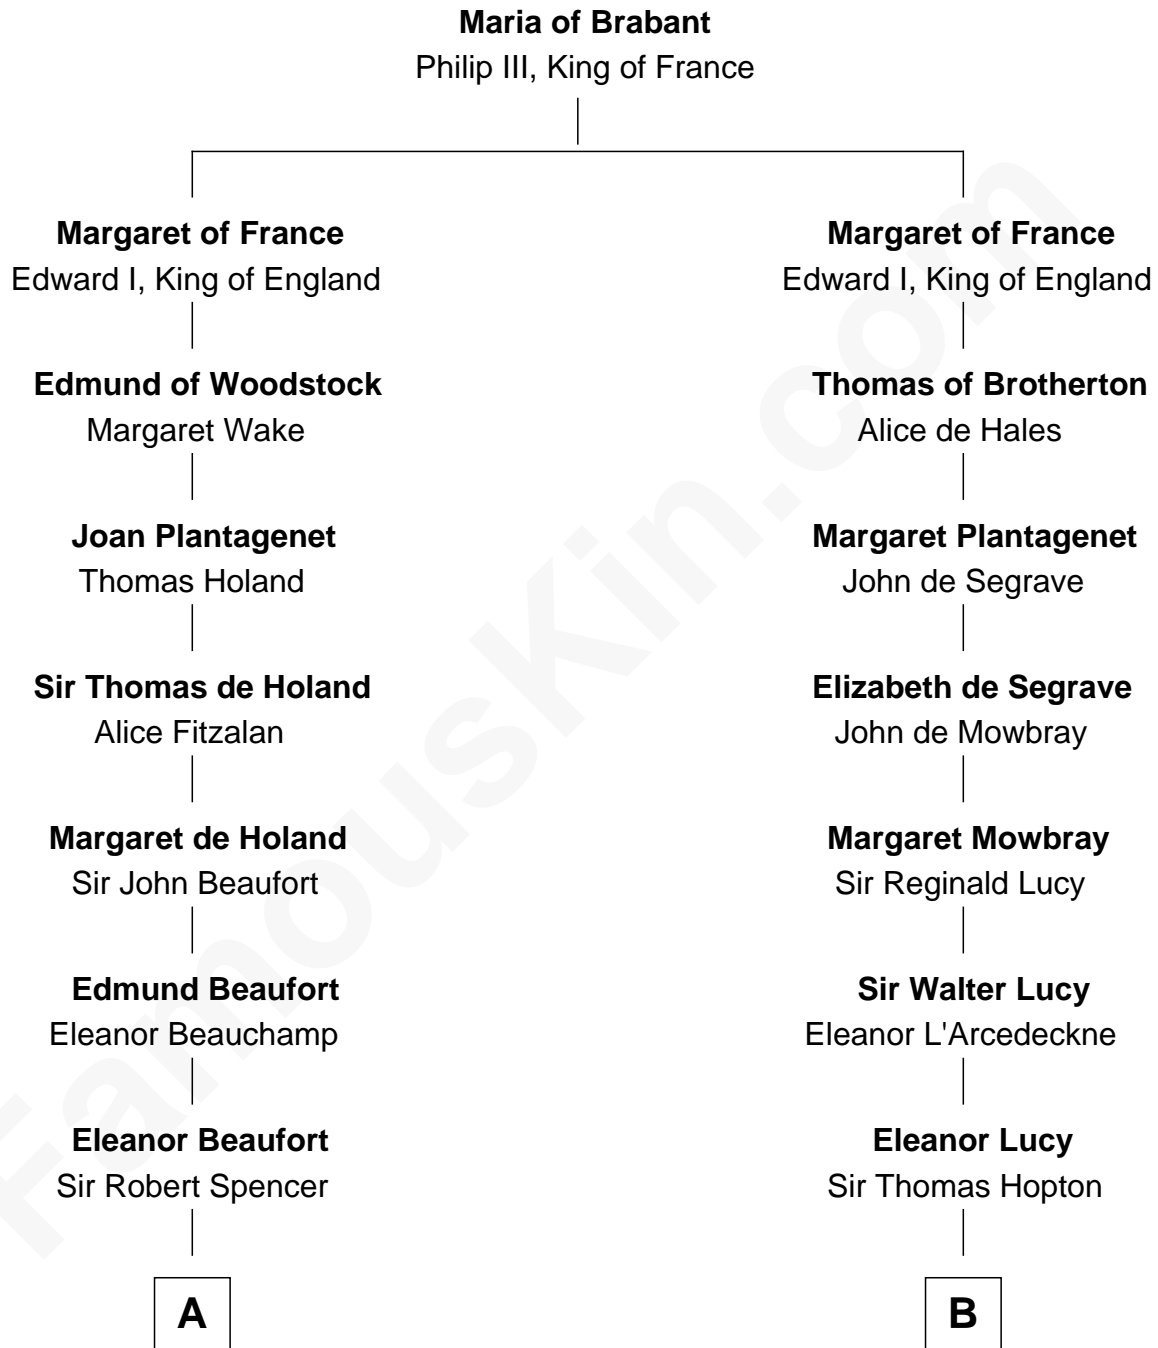 Maria of Brabant
Philip III, King of France
Margaret of France
Edward I, King of England
Margaret of France
Edward I, King of England
Edmund of Woodstock
Margaret Wake
Thomas of Brotherton
Alice de Hales
Joan Plantagenet
Thomas Holand
Margaret Plantagenet
John de Segrave
Sir Thomas de Holand
Alice Fitzalan
Elizabeth de Segrave
John de Mowbray
Margaret de Holand
Sir John Beaufort
Margaret Mowbray
Sir Reginald Lucy
Edmund Beaufort
Eleanor Beauchamp
Sir Walter Lucy
Eleanor L'Arcedeckne
Eleanor Beaufort
Sir Robert Spencer
Eleanor Lucy
Sir Thomas Hopton
A
B
FamousKin.com